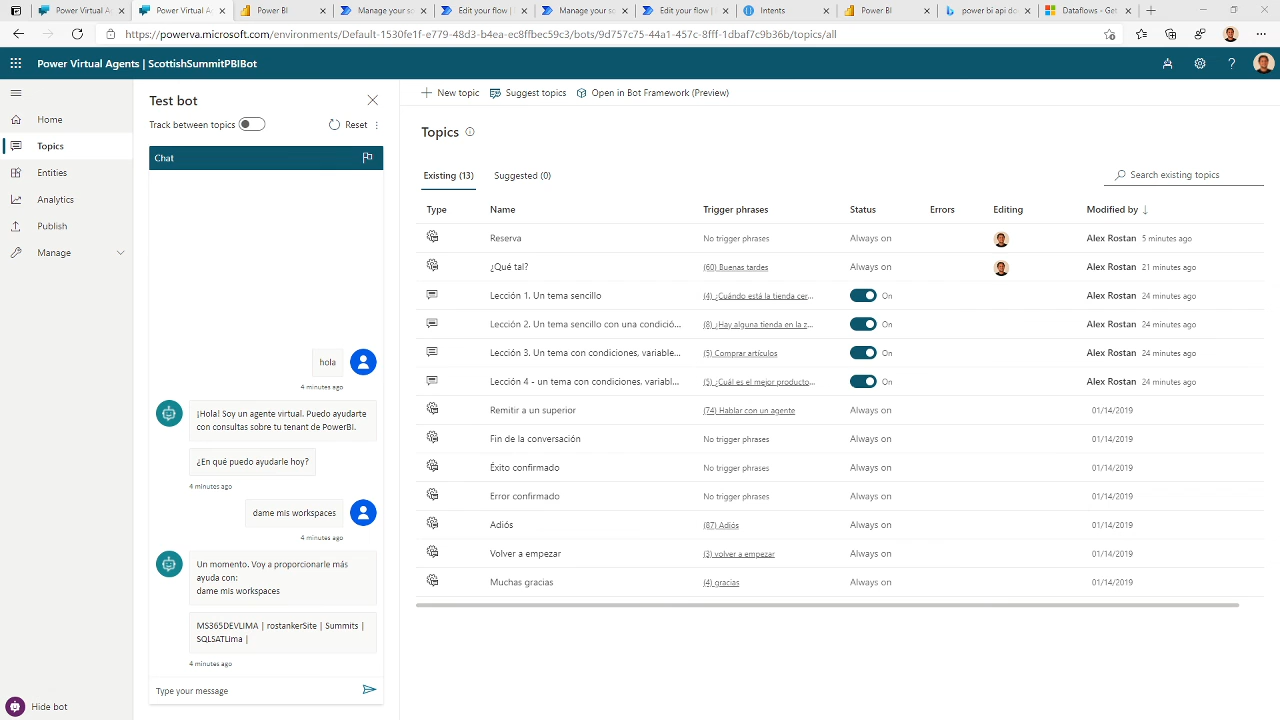 Power Virtual Ag
Power Virtual Ag
Power BI
Manage your so
Edit your flow |
Manage your so
Edit your flow |
Intents
Power BI
power bi api do
Dataflows - Get
https://powerva.microsoft.com/environments/Default-1530fe1f-e779-48d3-b4ea-ec8ffbec59c3/bots/9d757c75-44a1-457c-8fff-1dbaf7c9b36b/topics/all
Power Virtual Agents | ScottishSummitPBIBot
Home
Topics
Entities
Analytics
Publish
Manage
Hide bot
Test bot
Track between topics
Reset
Chat
hola
4 minutes ago
¡Hola! Soy un agente virtual. Puedo ayudarte
con consultas sobre tu tenant de PowerBI.
¿En qué puedo ayudarle hoy?
4 minutes ago
dame mis workspaces
4 minutes ago
Un momento. Voy a proporcionarle más
ayuda con:
dame mis workspaces
MS365DEVLIMA | rostankerSite | Summits |
SQLSATLima |
4 minutes ago
Type your message
New topic
Suggest topics
Open in Bot Framework (Preview)
Topics
Existing (13)
Suggested (0)
Search existing topics
Type Name Trigger phrases Status Errors Editing Modified by ↓
Reserva No trigger phrases Always on Alex Rostan 5 minutes ago
¿Qué tal? (60) Buenas tardes Always on Alex Rostan 21 minutes ago
Lección 1. Un tema sencillo (4) ¿Cuándo está la tienda cer... On Alex Rostan 24 minutes ago
Lección 2. Un tema sencillo con una condició... (8) ¿Hay alguna tienda en la z... On Alex Rostan 24 minutes ago
Lección 3. Un tema con condiciones, variable... (5) Comprar artículos On Alex Rostan 24 minutes ago
Lección 4 - un tema con condiciones, variabl... (5) ¿Cuál es el mejor producto... On Alex Rostan 24 minutes ago
Remitir a un superior (74) Hablar con un agente Always on 01/14/2019
Fin de la conversación No trigger phrases Always on 01/14/2019
Éxito confirmado No trigger phrases Always on 01/14/2019
Error confirmado No trigger phrases Always on 01/14/2019
Adiós (87) Adiós Always on 01/14/2019
Volver a empezar (3) volver a empezar Always on 01/14/2019
Muchas gracias (4) gracias Always on 01/14/2019